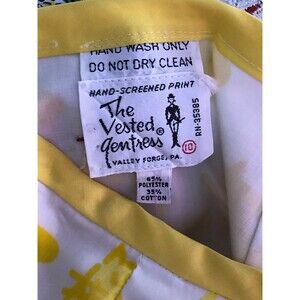 HAND WASH ONLY
DO NOT DRY CLEAN
HAND-SCREENED PRINT
The
Vested
Gentress®
VALLEY FORGE, PA.
RN-35385
10
65%
POLYESTER
35%
COTTON